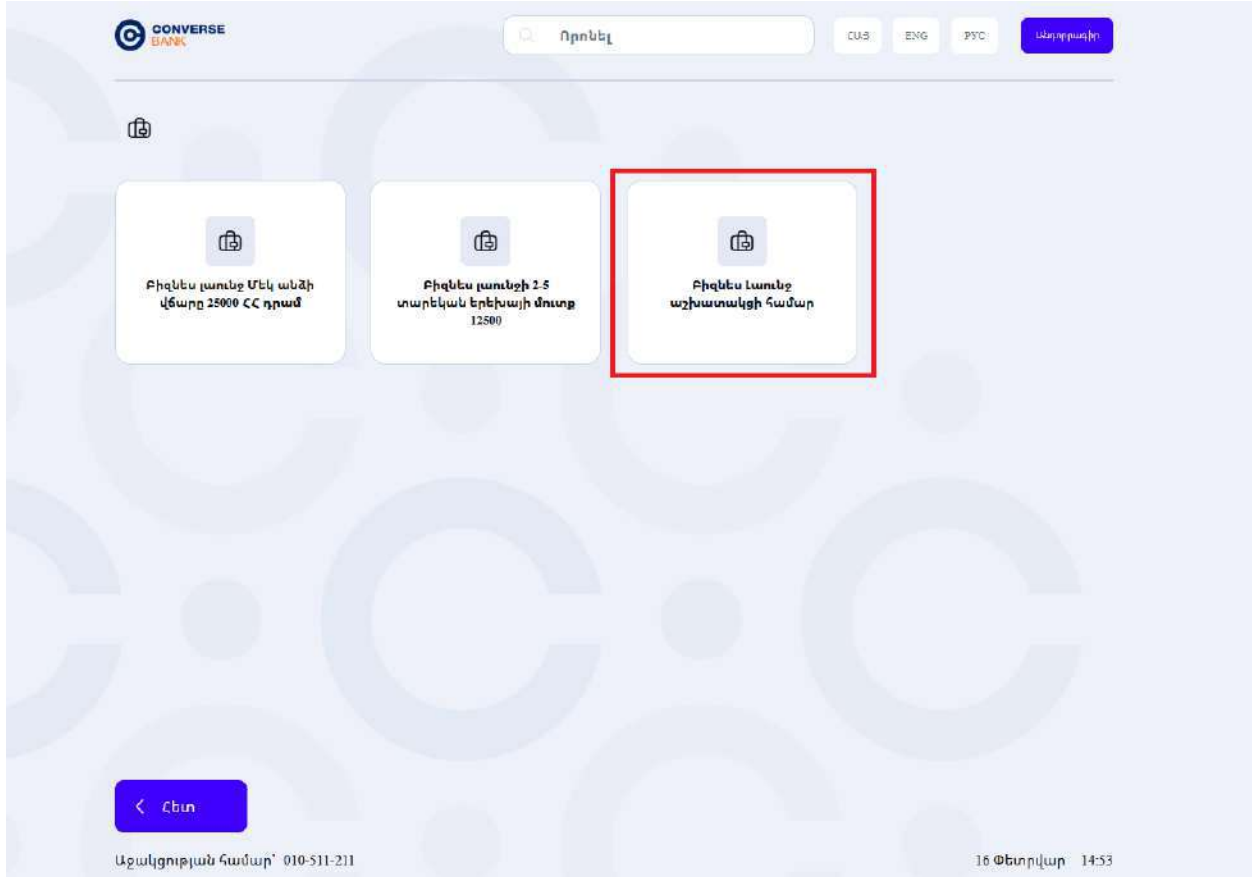 CONVERSE
BANK
Որոնել
ՀԱՅ
ENG
РУС
Անդորրագիր
Բիզնես լաունջ Մեկ անձի
վճարը 25000 ՀՀ դրամ
Բիզնես լաունջի 2-5
տարեկան երեխայի մուտք
12500
Բիզնես Լաունջ
աշխատակցի համար
Հետ
Աջակցության համար՝ 010-511-211
16 Փետրվար 14:53